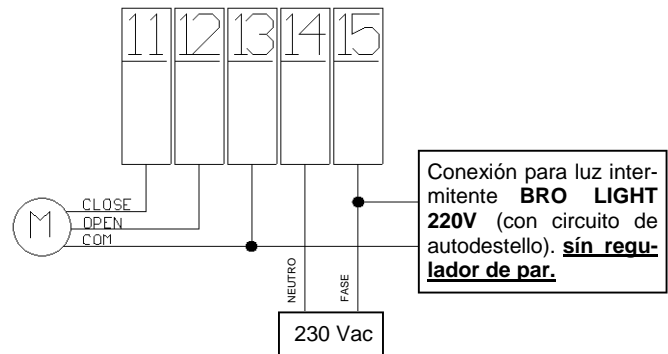 11 12 13 14 15
CLOSE
OPEN
COM
M
NEUTRO
FASE
230 Vac
Conexión para luz inter-
mitente BRO LIGHT
220V (con circuito de
autodestello). sín regu-
lador de par.